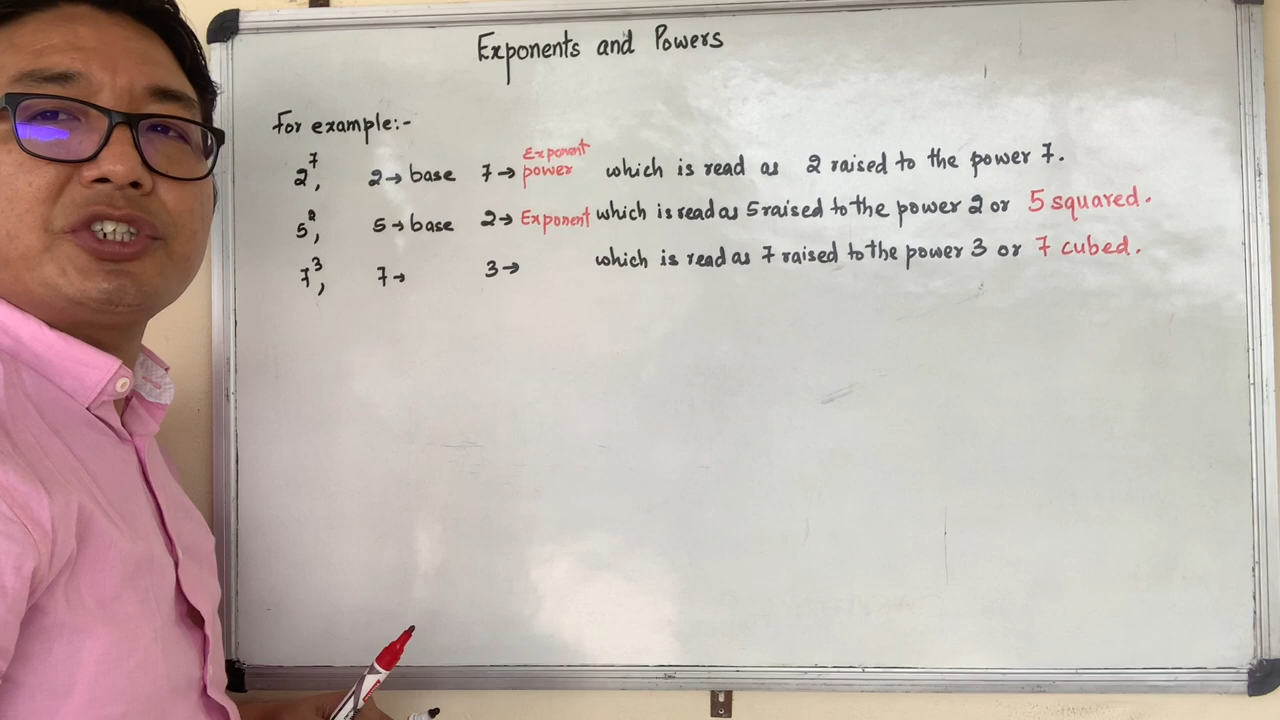 Exponents and Powers
For example:-
2⁷, 2→ base 7→ Exponent power which is read as 2 raised to the power 7.
5², 5→ base 2→ Exponent which is read as 5 raised to the power 2 or 5 squared.
7³, 7→ 3→ which is read as 7 raised to the power 3 or 7 cubed.